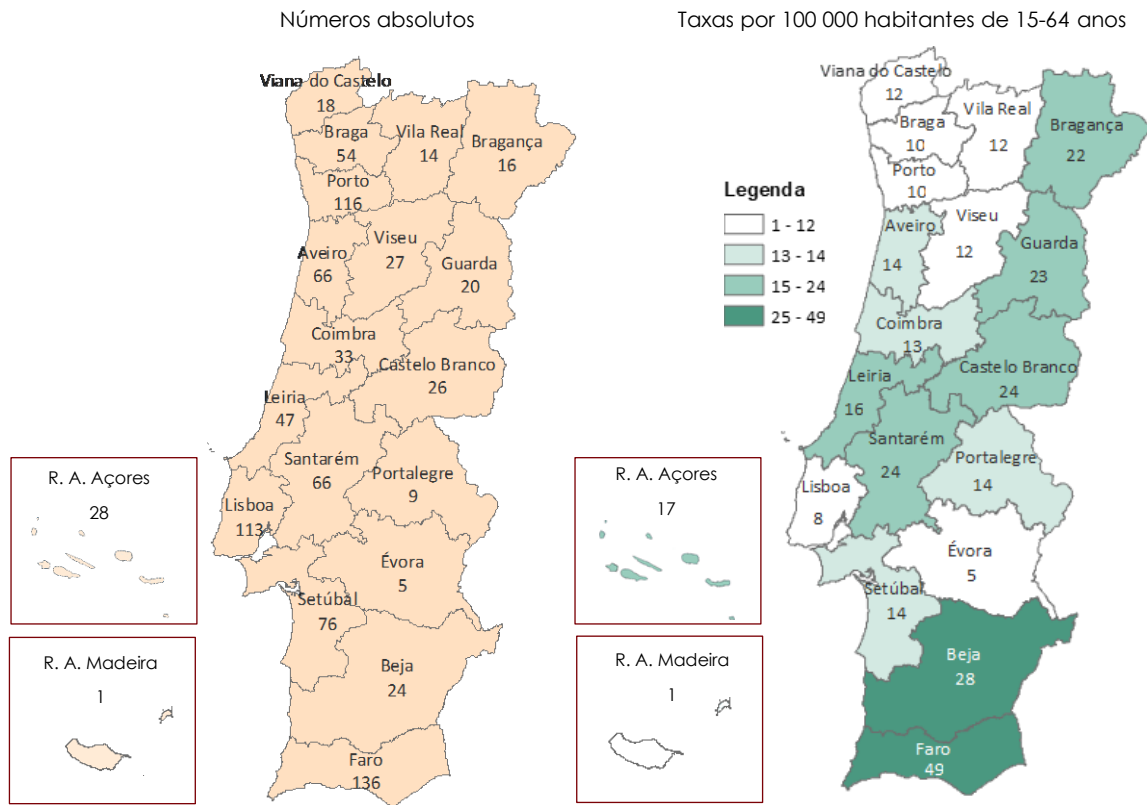 Números absolutos
Viana do Castelo
18
Braga
54
Vila Real
14
Bragança
16
Porto
116
Aveiro
66
Viseu
27
Guarda
20
Coimbra
33
Castelo Branco
26
Leiria
47
Santarém
66
Portalegre
9
Lisboa
113
Évora
5
Setúbal
76
Beja
24
Faro
136
R. A. Açores
28
R. A. Madeira
1
Taxas por 100 000 habitantes de 15-64 anos
Viana do Castelo
12
Braga
10
Vila Real
12
Bragança
22
Porto
10
Aveiro
14
Viseu
12
Guarda
23
Coimbra
13
Castelo Branco
24
Leiria
16
Santarém
24
Portalegre
14
Lisboa
8
Évora
5
Setúbal
14
Beja
28
Faro
49
Legenda
1 - 12
13 - 14
15 - 24
25 - 49
R. A. Açores
17
R. A. Madeira
1